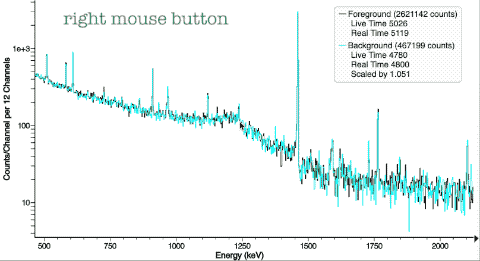 right mouse button
Foreground (2621142 counts)
Live Time 5026
Real Time 5119
Background (467199 counts)
Live Time 4780
Real Time 4800
Scaled by 1.051
Counts/Channel per 12 Channels
1e+3
100
10
500 750 1000 1250 1500 1750 2000
Energy (keV)